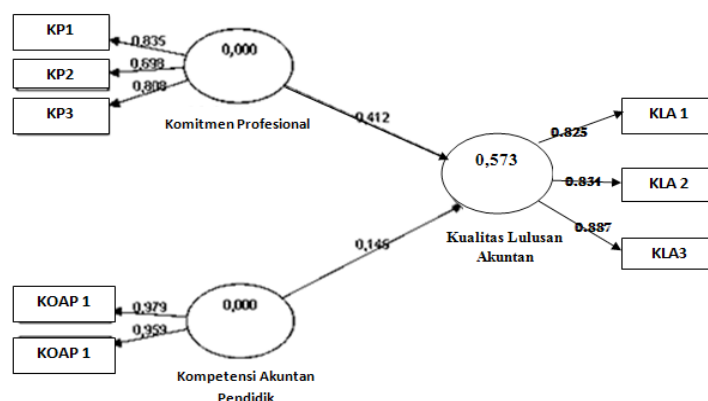 KP1
0,835
KP2
0,698
KP3
0,808
0,000
Komitmen Profesional
0,412
0,573
Kualitas Lulusan
Akuntan
0.825
KLA 1
0.831
KLA 2
0.887
KLA3
0,146
KOAP 1
0,979
KOAP 1
0,959
0,000
Kompetensi Akuntan
Pendidik